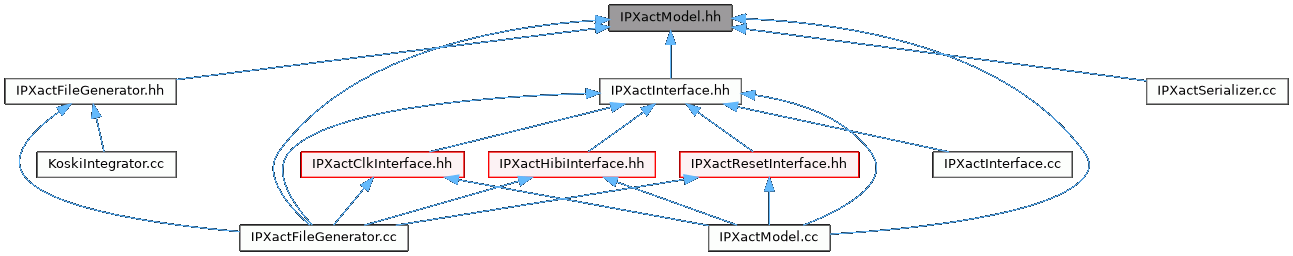 IPXactModel.hh
IPXactFileGenerator.hh
IPXactInterface.hh
IPXactSerializer.cc
KoskiIntegrator.cc
IPXactClkInterface.hh
IPXactHibiInterface.hh
IPXactResetInterface.hh
IPXactInterface.cc
IPXactFileGenerator.cc
IPXactModel.cc